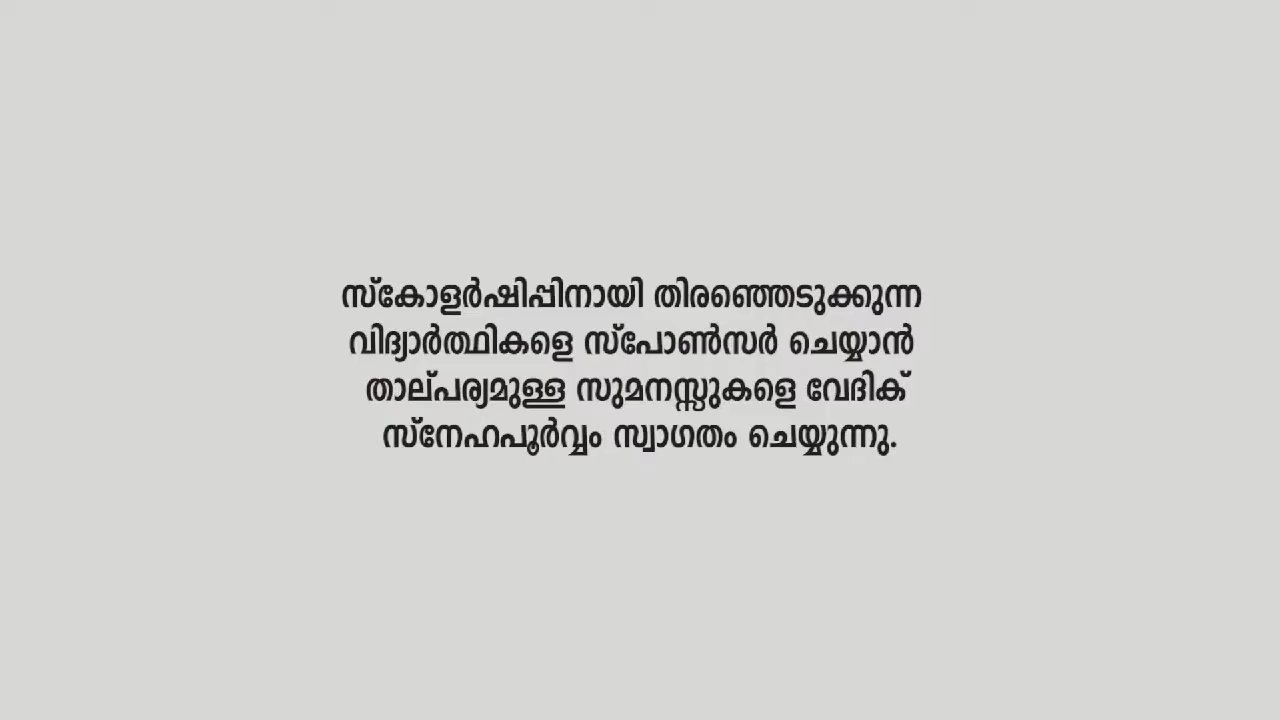 സ്കോളർഷിപ്പിനായി തിരഞ്ഞെടുക്കുന്ന
വിദ്യാർത്ഥികളെ സ്പോൺസർ ചെയ്യാൻ
താല്പര്യമുള്ള സുമനസ്സുകളെ വേദിക്
സ്നേഹപൂർവ്വം സ്വാഗതം ചെയ്യുന്നു.